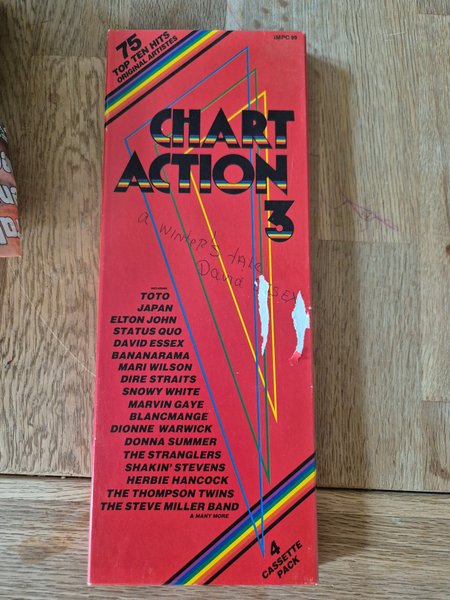 75
TOP TEN HITS
ORIGINAL ARTISTES
IMPC 99
CHART
ACTION
3
a WINTER'S tALE
David SEX
INCLUDING
TOTO
JAPAN
ELTON JOHN
STATUS QUO
DAVID ESSEX
BANANARAMA
MARI WILSON
DIRE STRAITS
SNOWY WHITE
MARVIN GAYE
BLANCMANGE
DIONNE WARWICK
DONNA SUMMER
THE STRANGLERS
SHAKIN' STEVENS
HERBIE HANCOCK
THE THOMPSON TWINS
THE STEVE MILLER BAND
& MANY MORE
4
CASSETTE
PACK